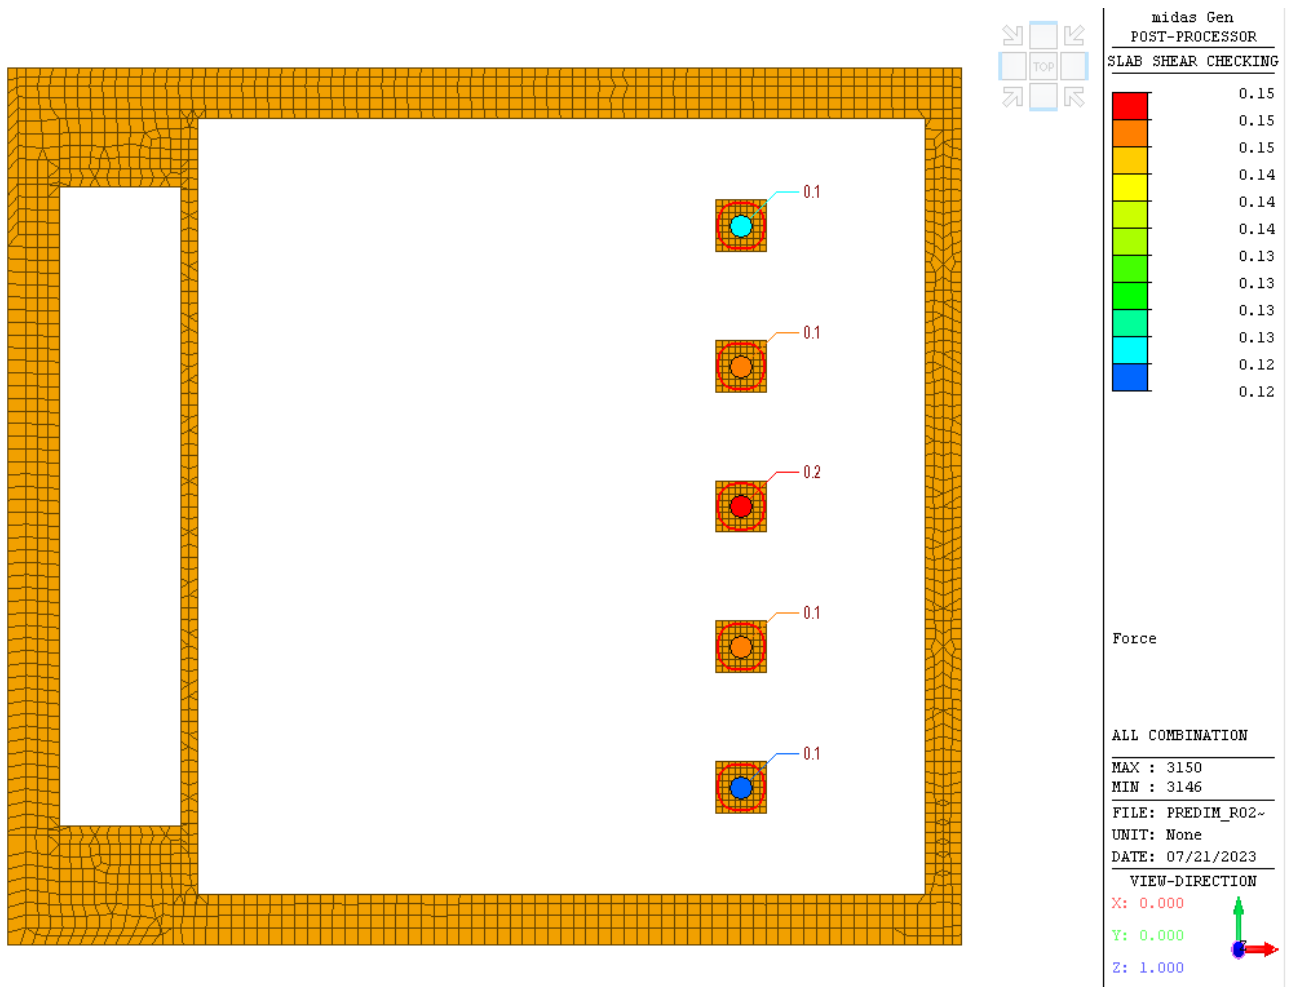 midas Gen
POST-PROCESSOR
SLAB SHEAR CHECKING
TOP
0.15
0.15
0.15
0.14
0.14
0.14
0.13
0.13
0.13
0.13
0.12
0.12
0.1
0.1
0.2
0.1
0.1
Force
ALL COMBINATION
MAX : 3150
MIN : 3146
FILE: PREDIM_R02~
UNIT: None
DATE: 07/21/2023
VIEW-DIRECTION
X: 0.000
Y: 0.000
Z: 1.000